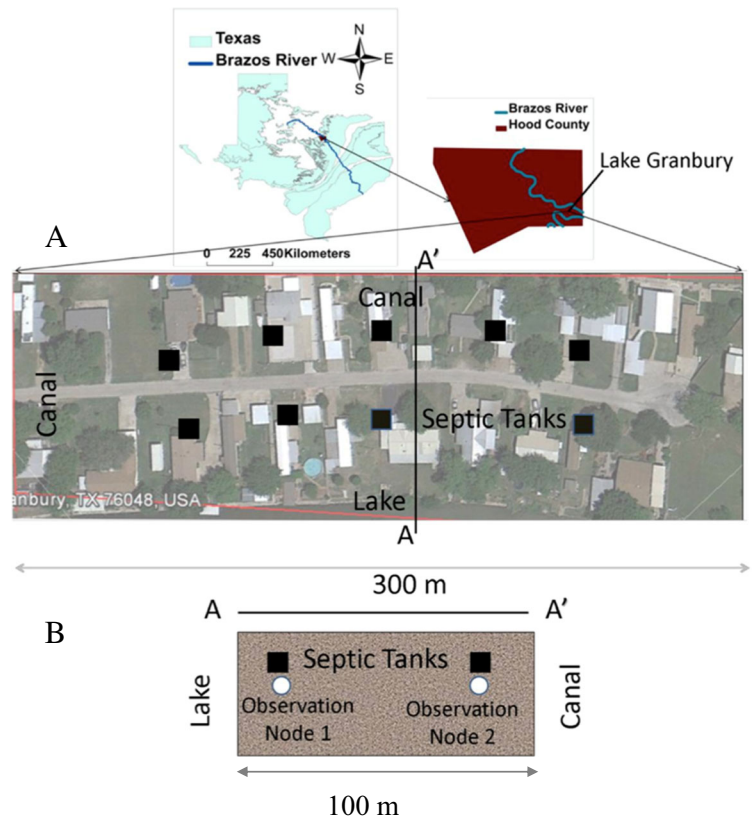 Texas
Brazos River
N
W E
S
0 225 450Kilometers
Brazos River
Hood County
Lake Granbury
A
A'
Canal
Canal
Septic Tanks
anbury, TX 76048, USA
Lake
A
300 m
B
A A'
Septic Tanks
Lake
Observation
Node 1
Observation
Node 2
Canal
100 m